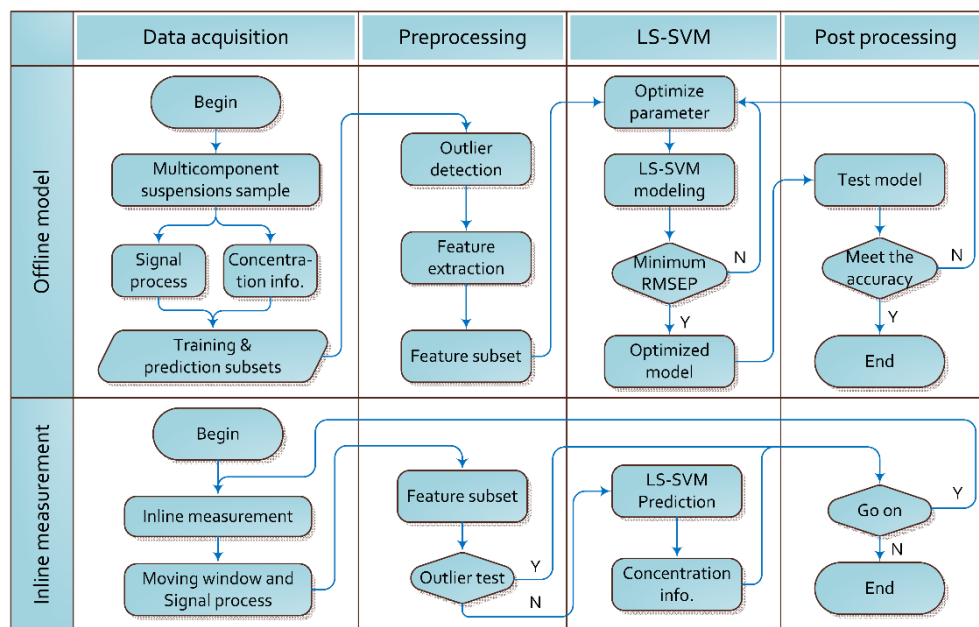 Data acquisition
Preprocessing
LS-SVM
Post processing
Offline model
Begin
Multicomponent
suspensions sample
Signal
process
Concentra-
tion info.
Training &
prediction subsets
Outlier
detection
Feature
extraction
Feature subset
Optimize
parameter
LS-SVM
modeling
Minimum
RMSEP
N
Y
Optimized
model
Test model
Meet the
accuracy
N
Y
End
Inline measurement
Begin
Inline measurement
Moving window and
Signal process
Feature subset
Outlier test
Y
N
LS-SVM
Prediction
Concentration
info.
Go on
Y
N
End